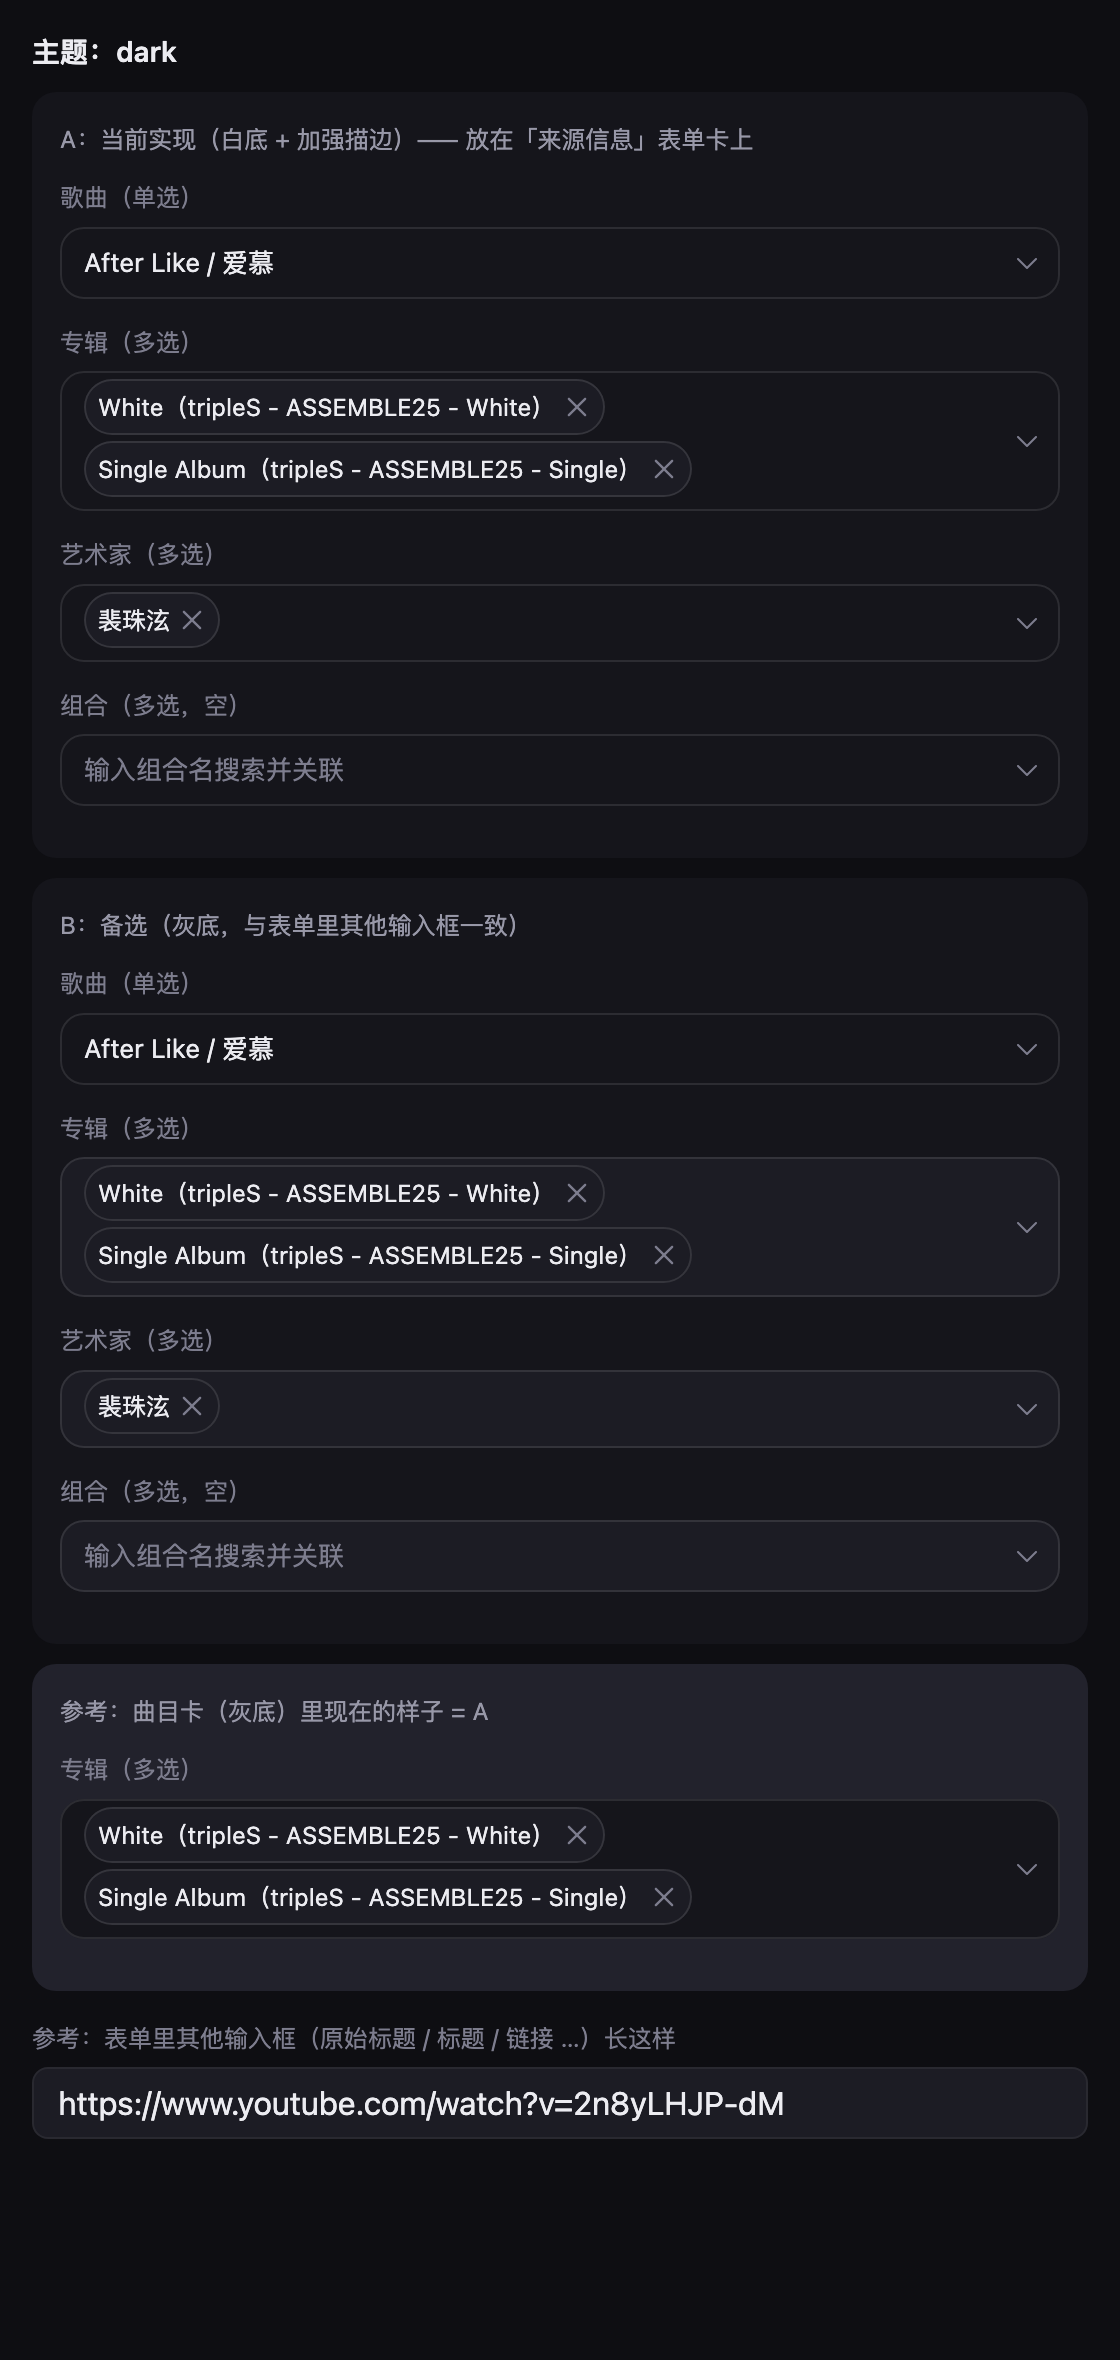 主题：dark
A：当前实现（白底 + 加强描边）—— 放在「来源信息」表单卡上
歌曲（单选）
After Like / 爱慕
专辑（多选）
White（tripleS - ASSEMBLE25 - White）
Single Album（tripleS - ASSEMBLE25 - Single）
艺术家（多选）
裴珠泫
组合（多选，空）
输入组合名搜索并关联
B：备选（灰底，与表单里其他输入框一致）
歌曲（单选）
After Like / 爱慕
专辑（多选）
White（tripleS - ASSEMBLE25 - White）
Single Album（tripleS - ASSEMBLE25 - Single）
艺术家（多选）
裴珠泫
组合（多选，空）
输入组合名搜索并关联
参考：曲目卡（灰底）里现在的样子 = A
专辑（多选）
White（tripleS - ASSEMBLE25 - White）
Single Album（tripleS - ASSEMBLE25 - Single）
参考：表单里其他输入框（原始标题 / 标题 / 链接 ...）长这样
https://www.youtube.com/watch?v=2n8yLHJP-dM